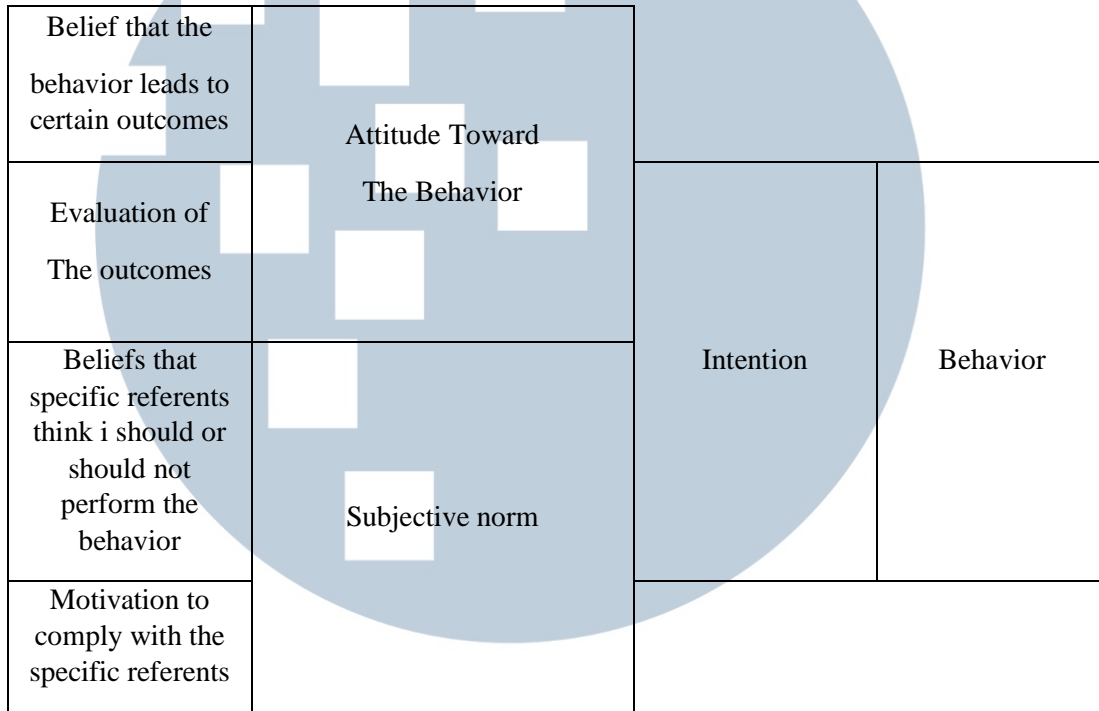 Belief that the
behavior leads to
certain outcomes
Attitude Toward
The Behavior
Evaluation of
The outcomes
Beliefs that
specific referents
think i should or
should not
perform the
behavior
Subjective norm
Intention
Behavior
Motivation to
comply with the
specific referents